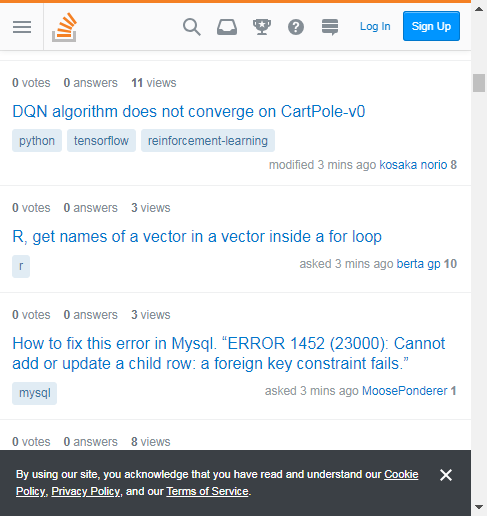 Log In Sign Up
0 votes 0 answers 11 views
DQN algorithm does not converge on CartPole-v0
python tensorflow reinforcement-learning
modified 3 mins ago kosaka norio 8
0 votes 0 answers 3 views
R, get names of a vector in a vector inside a for loop
r
asked 3 mins ago berta gp 10
0 votes 0 answers 3 views
How to fix this error in Mysql. “ERROR 1452 (23000): Cannot
add or update a child row: a foreign key constraint fails.”
mysql
asked 3 mins ago MoosePonderer 1
0 votes 0 answers 8 views
By using our site, you acknowledge that you have read and understand our Cookie
Policy, Privacy Policy, and our Terms of Service.